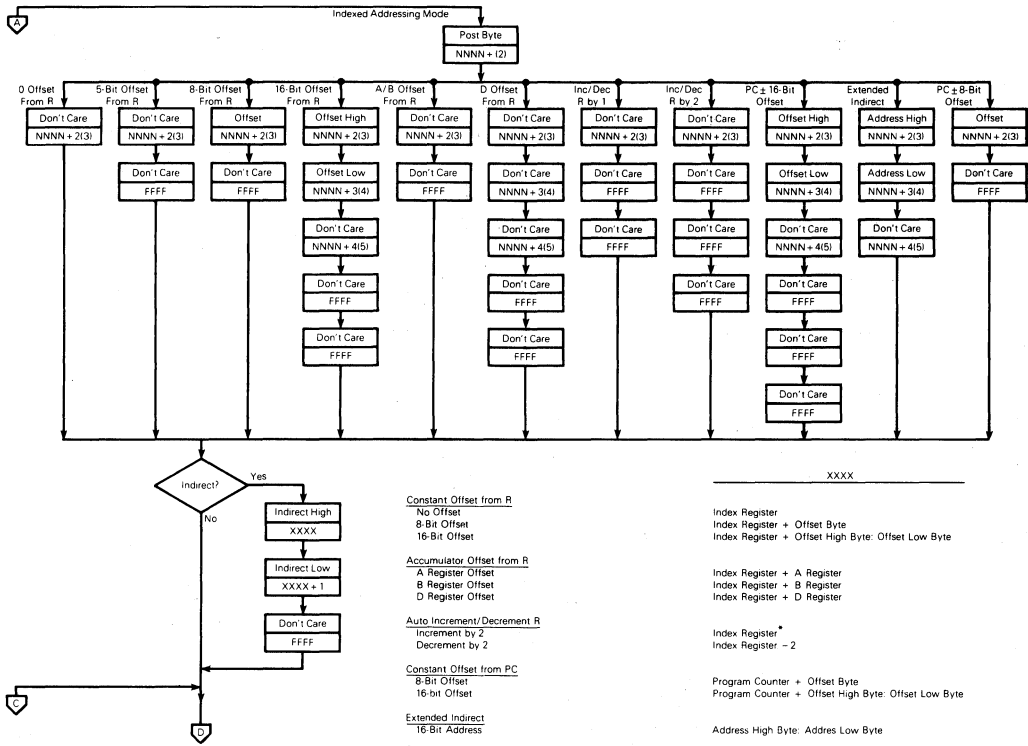 A
Indexed Addressing Mode
Post Byte
NNNN + (2)
0 Offset From R
5-Bit Offset From R
8-Bit Offset From R
16-Bit Offset From R
A/B Offset From R
D Offset From R
Inc/Dec R by 1
Inc/Dec R by 2
PC ± 16-Bit Offset
Extended Indirect
PC ± 8-Bit Offset
Don't Care Don't Care Offset Offset High Don't Care Don't Care Don't Care Don't Care Offset High Address High Offset
NNNN + 2(3) NNNN + 2(3) NNNN + 2(3) NNNN + 2(3) NNNN + 2(3) NNNN + 2(3) NNNN + 2(3) NNNN + 2(3) NNNN + 2(3) NNNN + 2(3) NNNN + 2(3)
Don't Care Don't Care Offset Low Don't Care Don't Care Don't Care Don't Care Offset Low Address Low Don't Care
FFFF FFFF NNNN + 3(4) FFFF NNNN + 3(4) FFFF FFFF NNNN + 3(4) NNNN + 3(4) FFFF
Don't Care Don't Care Don't Care Don't Care Don't Care Don't Care
NNNN + 4(5) NNNN + 4(5) FFFF FFFF NNNN + 4(5) NNNN + 4(5)
Don't Care Don't Care Don't Care Don't Care
FFFF FFFF FFFF FFFF
Don't Care Don't Care Don't Care
FFFF FFFF FFFF
Don't Care
FFFF
Indirect?
Yes
No
Indirect High
XXXX
Indirect Low
XXXX + 1
Don't Care
FFFF
C
D
XXXX
Constant Offset from R
No Offset Index Register
8-Bit Offset Index Register + Offset Byte
16-Bit Offset Index Register + Offset High Byte: Offset Low Byte
Accumulator Offset from R
A Register Offset Index Register + A Register
B Register Offset Index Register + B Register
D Register Offset Index Register + D Register
Auto Increment/Decrement R
Increment by 2 Index Register*
Decrement by 2 Index Register - 2
Constant Offset from PC
8-Bit Offset Program Counter + Offset Byte
16-bit Offset Program Counter + Offset High Byte: Offset Low Byte
Extended Indirect
16-Bit Address Address High Byte: Addres Low Byte